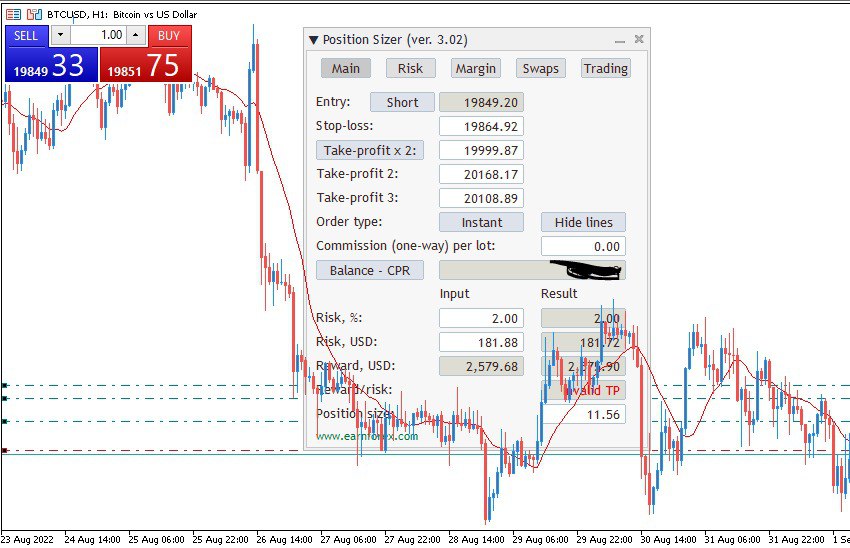 BTCUSD, H1: Bitcoin vs US Dollar
SELL 1.00 BUY
19849 33 19851 75
Position Sizer (ver. 3.02)
Main Risk Margin Swaps Trading
Entry: Short 19849.20
Stop-loss: 19864.92
Take-profit x 2: 19999.87
Take-profit 2: 20168.17
Take-profit 3: 20108.89
Order type: Instant Hide lines
Commission (one-way) per lot: 0.00
Balance - CPR
Input Result
Risk, %: 2.00 2.00
Risk, USD: 181.88 181.72
Reward, USD: 2,579.68
Reward/risk: Invalid TP
Position size: 11.56
www.earnforex.com
23 Aug 2022 24 Aug 14:00 25 Aug 06:00 25 Aug 22:00 26 Aug 14:00 27 Aug 06:00 27 Aug 22:00 28 Aug 14:00 29 Aug 06:00 29 Aug 22:00 30 Aug 14:00 31 Aug 06:00 31 Aug 22:00 1 Se